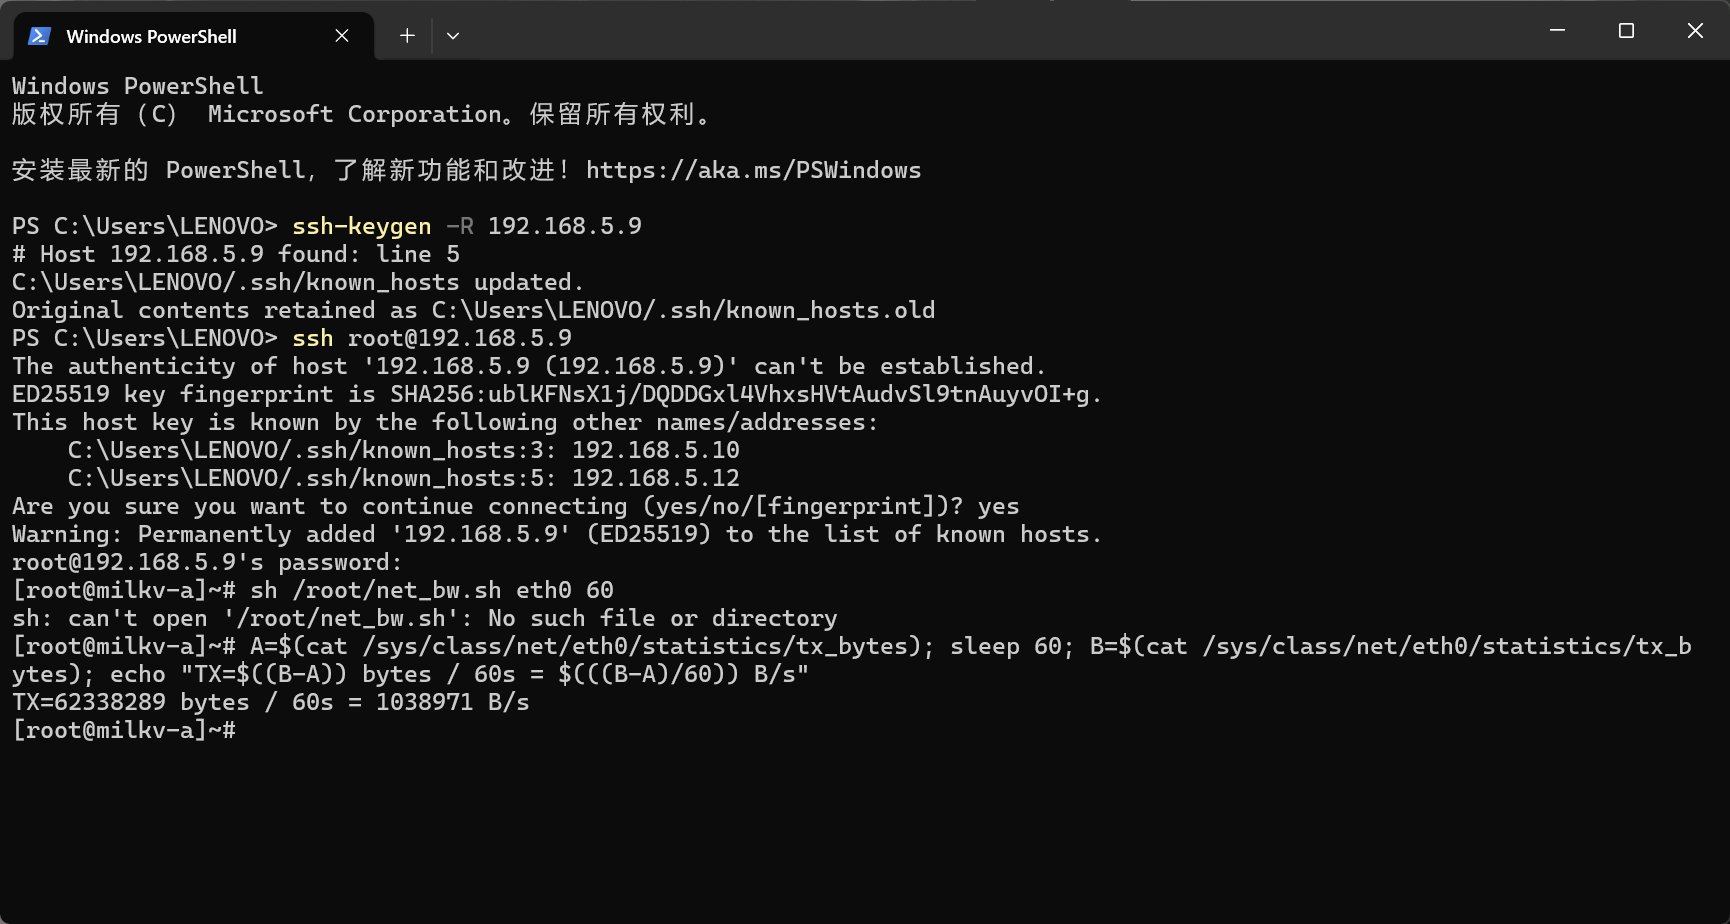 Windows PowerShell
Windows PowerShell
版权所有（C） Microsoft Corporation。保留所有权利。
安装最新的 PowerShell，了解新功能和改进！https://aka.ms/PSWindows
PS C:\Users\LENOVO> ssh-keygen -R 192.168.5.9
# Host 192.168.5.9 found: line 5
C:\Users\LENOVO/.ssh/known_hosts updated.
Original contents retained as C:\Users\LENOVO/.ssh/known_hosts.old
PS C:\Users\LENOVO> ssh root@192.168.5.9
The authenticity of host '192.168.5.9 (192.168.5.9)' can't be established.
ED25519 key fingerprint is SHA256:ublKFNsX1j/DQDDGxl4VhxsHVtAudvSl9tnAuyvOI+g.
This host key is known by the following other names/addresses:
    C:\Users\LENOVO/.ssh/known_hosts:3: 192.168.5.10
    C:\Users\LENOVO/.ssh/known_hosts:5: 192.168.5.12
Are you sure you want to continue connecting (yes/no/[fingerprint])? yes
Warning: Permanently added '192.168.5.9' (ED25519) to the list of known hosts.
root@192.168.5.9's password:
[root@milkv-a]~# sh /root/net_bw.sh eth0 60
sh: can't open '/root/net_bw.sh': No such file or directory
[root@milkv-a]~# A=$(cat /sys/class/net/eth0/statistics/tx_bytes); sleep 60; B=$(cat /sys/class/net/eth0/statistics/tx_b
ytes); echo "TX=$((B-A)) bytes / 60s = $(((B-A)/60)) B/s"
TX=62338289 bytes / 60s = 1038971 B/s
[root@milkv-a]~#